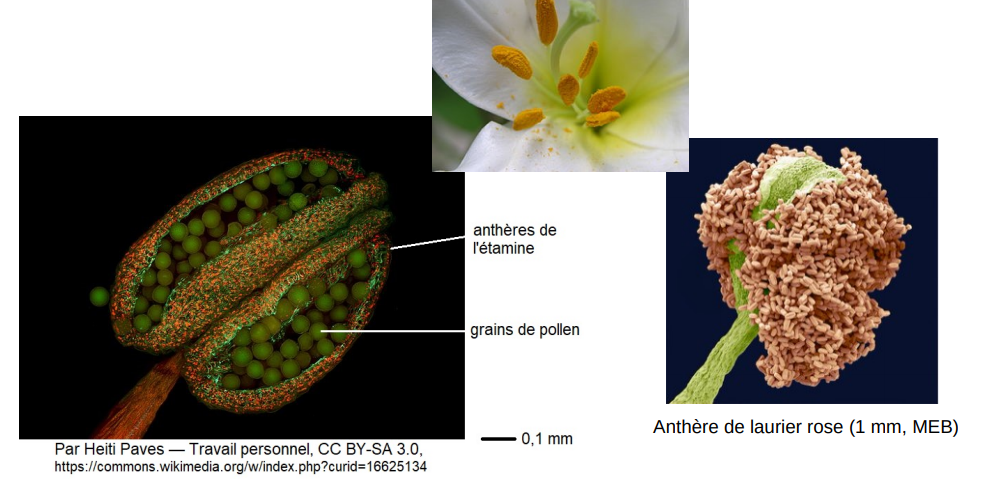 anthères de
l'étamine
grains de pollen
0,1 mm
Par Heiti Paves — Travail personnel, CC BY-SA 3.0,
https://commons.wikimedia.org/w/index.php?curid=16625134
Anthère de laurier rose (1 mm, MEB)